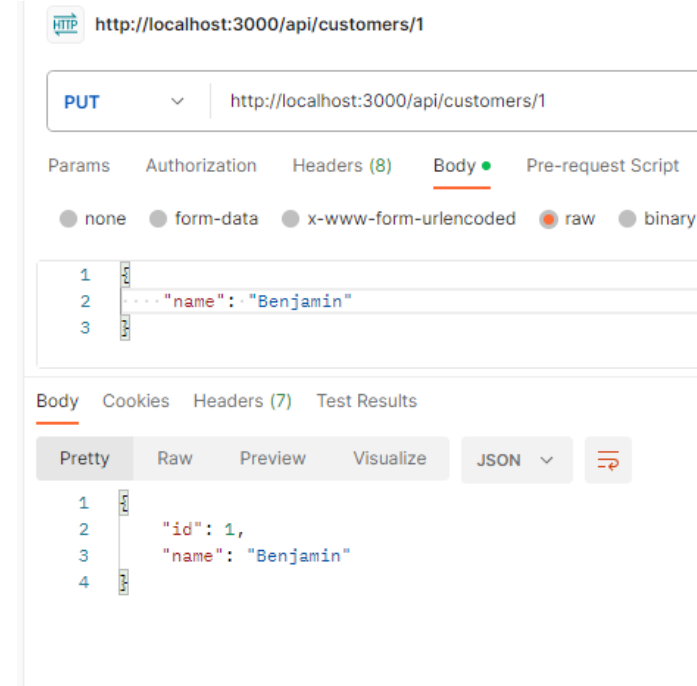 HTTP http://localhost:3000/api/customers/1
PUT http://localhost:3000/api/customers/1
Params Authorization Headers (8) Body Pre-request Script
none form-data x-www-form-urlencoded raw binary
1 {
2 "name": "Benjamin"
3 }
Body Cookies Headers (7) Test Results
Pretty Raw Preview Visualize JSON
1 {
2 "id": 1,
3 "name": "Benjamin"
4 }